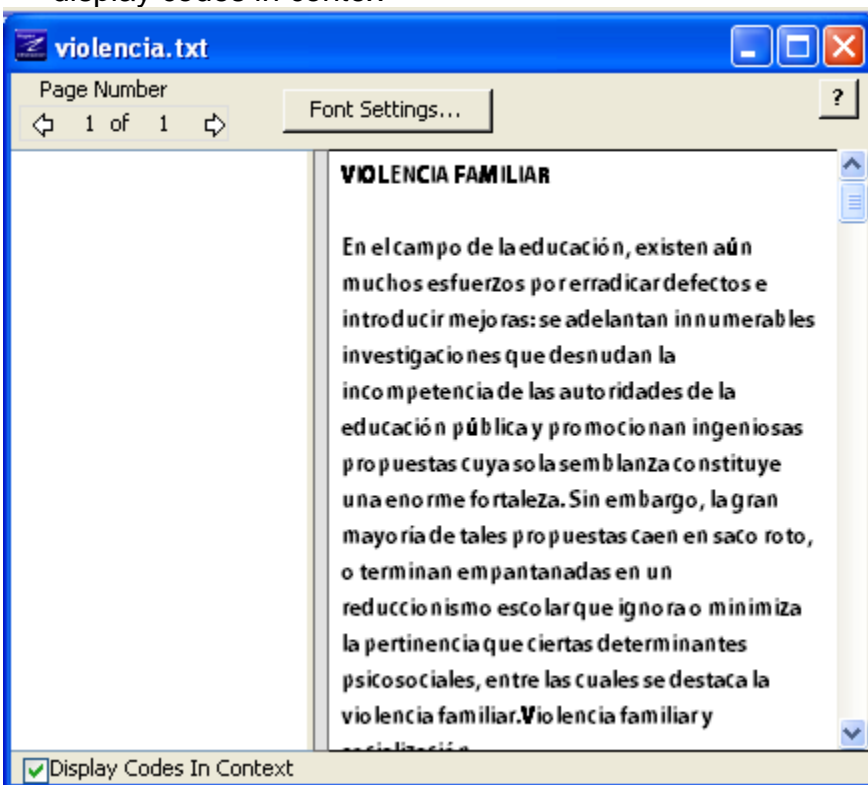 display codes in contex
violencia.txt
Page Number
1 of 1
Font Settings...
?
VIOLENCIA FAMILIAR
En el campo de la educación, existen aún
muchos esfuerzos por erradicar defectos e
introducir mejoras: se adelantan innumerables
investigaciones que desnudan la
incompetencia de las autoridades de la
educación pública y promocionan ingeniosas
propuestas cuya sola semblanza constituye
una enorme fortaleza. Sin embargo, la gran
mayoría de tales propuestas caen en saco roto,
o terminan empantanadas en un
reduccionismo escolar que ignora o minimiza
la pertinencia que ciertas determinantes
psicosociales, entre las cuales se destaca la
violencia familiar.Violencia familiar y
Display Codes In Context